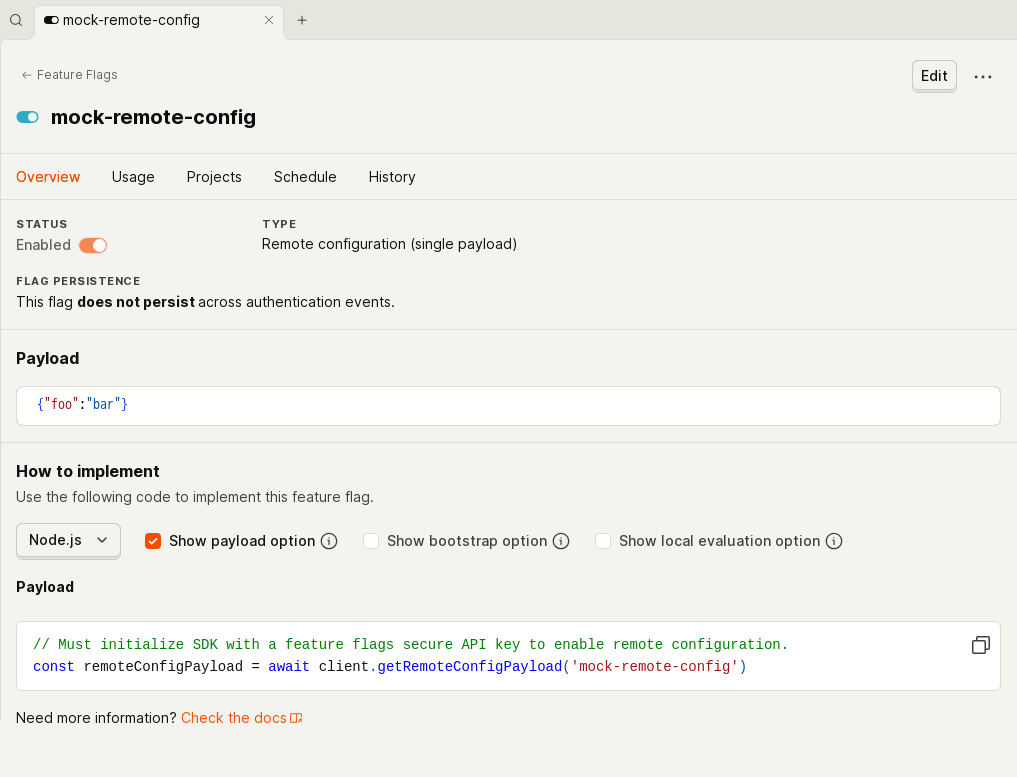 mock-remote-config
Feature Flags
Edit
mock-remote-config
Overview Usage Projects Schedule History
STATUS TYPE
Enabled Remote configuration (single payload)
FLAG PERSISTENCE
This flag does not persist across authentication events.
Payload
{"foo":"bar"}
How to implement
Use the following code to implement this feature flag.
Node.js Show payload option Show bootstrap option Show local evaluation option
Payload
// Must initialize SDK with a feature flags secure API key to enable remote configuration.
const remoteConfigPayload = await client.getRemoteConfigPayload('mock-remote-config')
Need more information? Check the docs